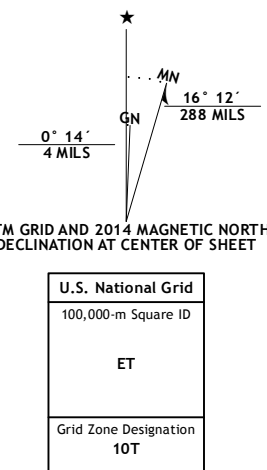 MN
GN
16° 12´
288 MILS
0° 14´
4 MILS
TM GRID AND 2014 MAGNETIC NORTH
DECLINATION AT CENTER OF SHEET
U.S. National Grid
100,000-m Square ID
ET
Grid Zone Designation
10T